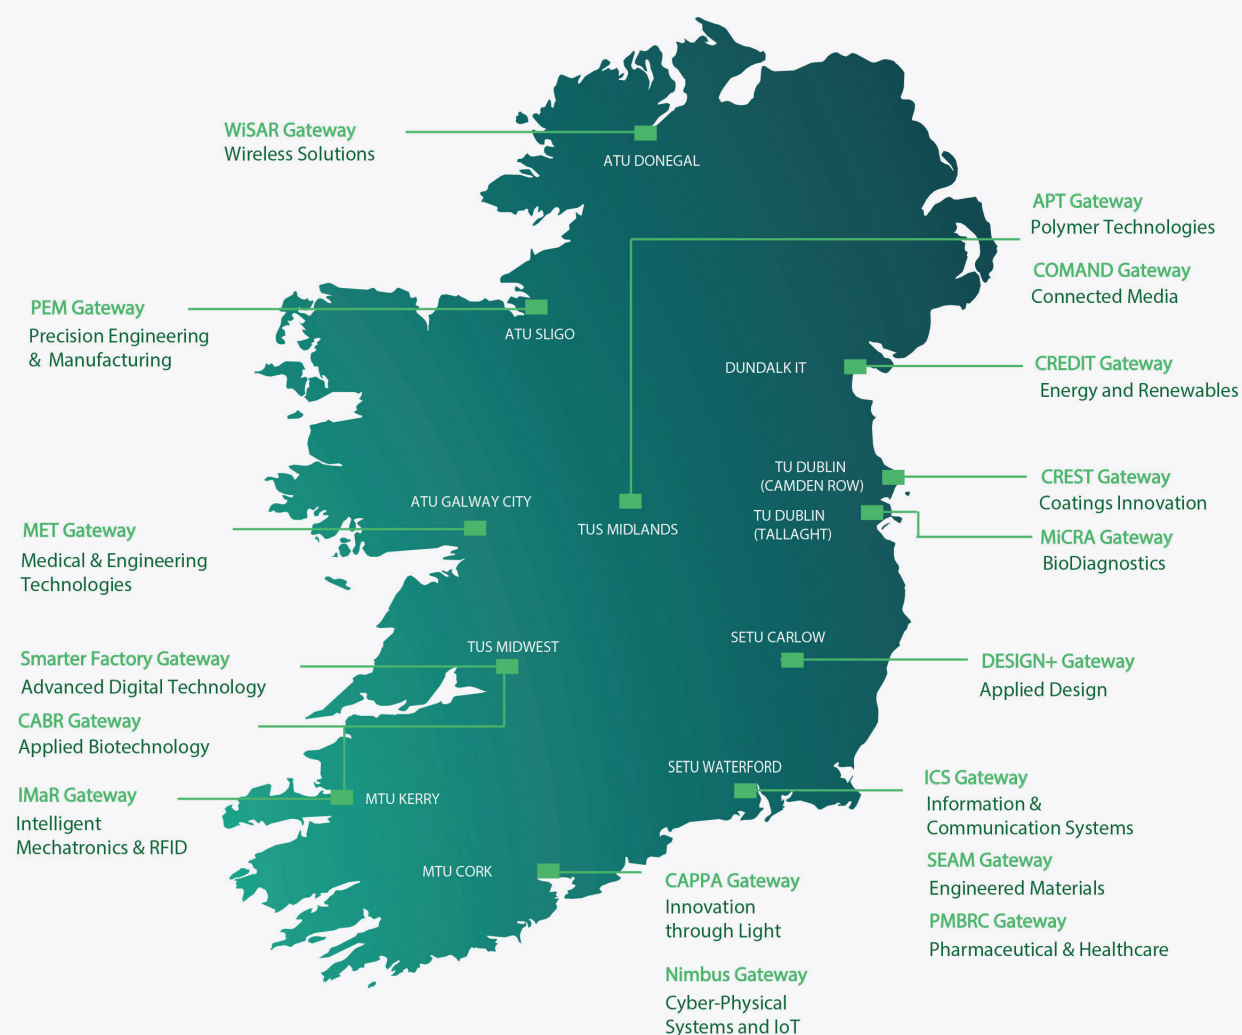 WiSAR Gateway
Wireless Solutions
ATU DONEGAL
APT Gateway
Polymer Technologies
COMAND Gateway
Connected Media
PEM Gateway
Precision Engineering
& Manufacturing
ATU SLIGO
DUNDALK IT
CREDIT Gateway
Energy and Renewables
TU DUBLIN
(CAMDEN ROW)
CREST Gateway
Coatings Innovation
ATU GALWAY CITY
TUS MIDLANDS
TU DUBLIN
(TALLAGHT)
MiCRA Gateway
BioDiagnostics
MET Gateway
Medical & Engineering
Technologies
TUS MIDWEST
SETU CARLOW
Smarter Factory Gateway
Advanced Digital Technology
DESIGN+ Gateway
Applied Design
CABR Gateway
Applied Biotechnology
SETU WATERFORD
IMaR Gateway
Intelligent
Mechatronics & RFID
MTU KERRY
ICS Gateway
Information &
Communication Systems
SEAM Gateway
Engineered Materials
PMBRC Gateway
Pharmaceutical & Healthcare
MTU CORK
CAPPA Gateway
Innovation
through Light
Nimbus Gateway
Cyber-Physical
Systems and IoT